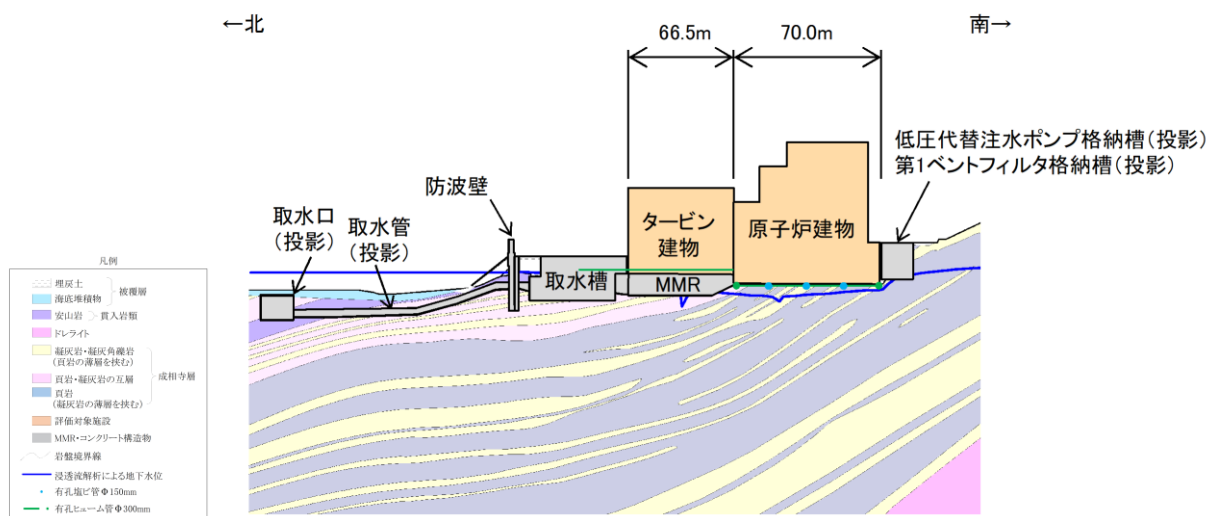 ←北
南→
66.5m
70.0m
低圧代替注水ポンプ格納槽(投影)
第1ベントフィルタ格納槽(投影)
防波壁
取水口
(投影)
取水管
(投影)
タービン
建物
原子炉建物
取水槽
MMR
凡例
埋戻土
海底堆積物
被覆層
安山岩
貫入岩類
ドレライト
凝灰岩・凝灰角礫岩
(頁岩の薄層を挟む)
頁岩・凝灰岩の互層
成相寺層
頁岩
(凝灰岩の薄層を挟む)
評価対象施設
MMR・コンクリート構造物
岩盤境界線
浸透流解析による地下水位
有孔塩ビ管Φ150mm
有孔ヒューム管Φ300mm